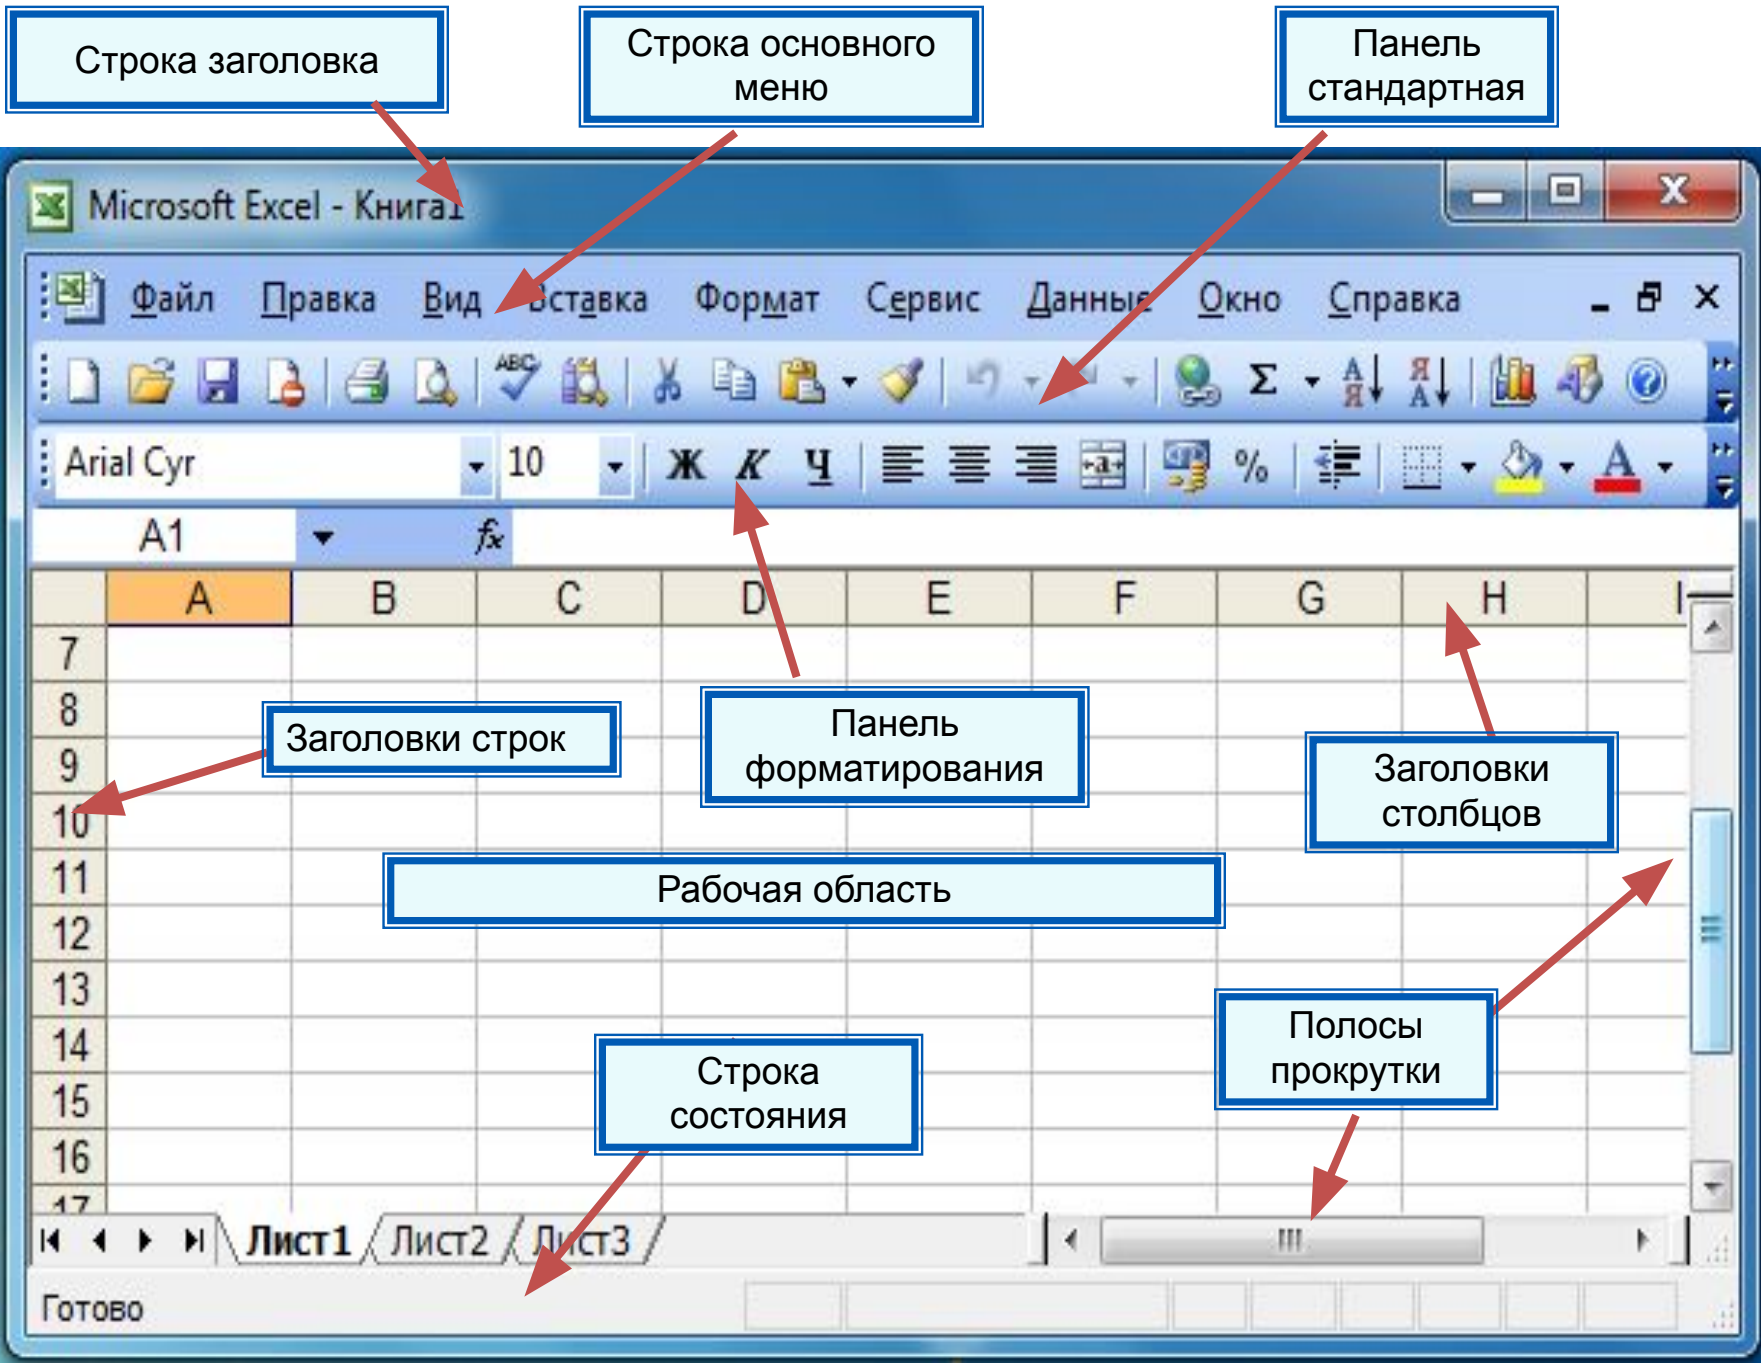 Строка заголовка
Строка основного
меню
Панель
стандартная
Microsoft Excel - Книга1
Файл Правка Вид Вставка Формат Сервис Данные Окно Справка
Arial Cyr 10 Ж К Ч %
A1 fx
A B C D E F G H I
7
8
9
10
11
12
13
14
15
16
17
Заголовки строк
Панель
форматирования
Заголовки
столбцов
Рабочая область
Полосы
прокрутки
Строка
состояния
Лист1 Лист2 Лист3
Готово